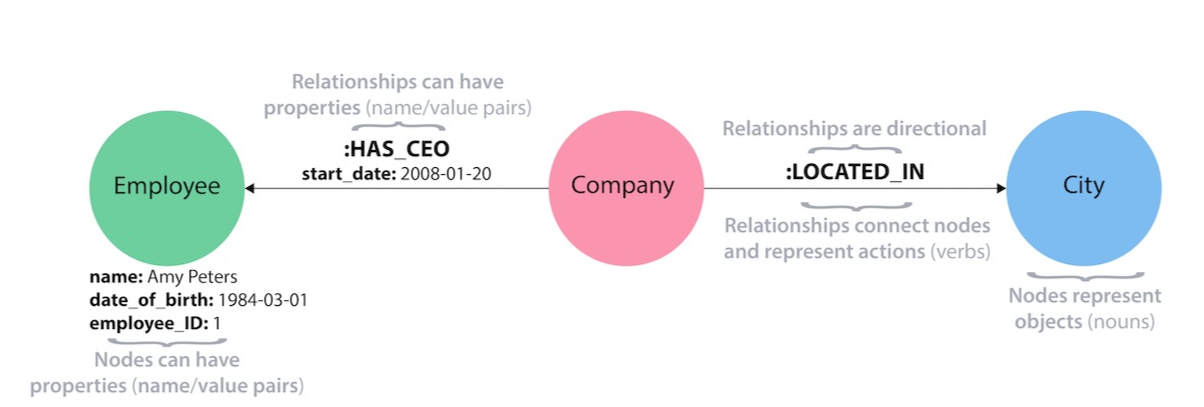 Relationships can have
properties (name/value pairs)
:HAS_CEO
start_date: 2008-01-20
Employee
name: Amy Peters
date_of_birth: 1984-03-01
employee_ID: 1
Nodes can have
properties (name/value pairs)
Company
Relationships are directional
:LOCATED_IN
Relationships connect nodes
and represent actions (verbs)
City
Nodes represent
objects (nouns)